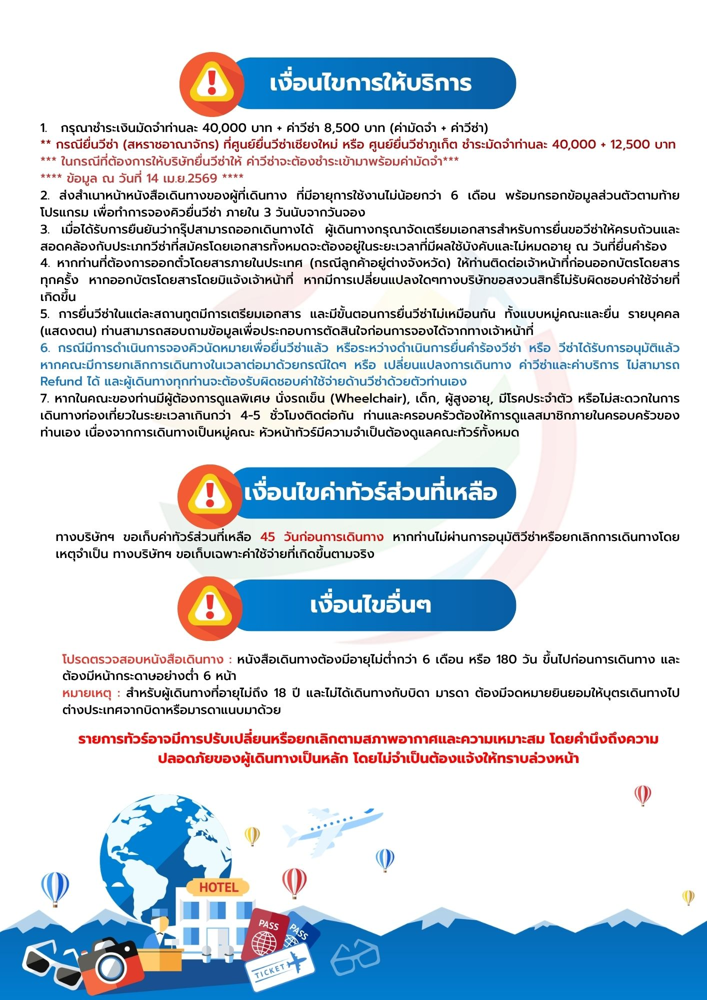 เงื่อนไขการให้บริการ
1. กรุณาชำระเงินมัดจำท่านละ 40,000 บาท + ค่าวีซ่า 8,500 บาท (ค่ามัดจำ + ค่าวีซ่า)
** กรณียื่นวีซ่า (สหราชอาณาจักร) ที่ศูนย์ยื่นวีซ่าเชียงใหม่ หรือ ศูนย์ยื่นวีซ่าภูเก็ต ชำระมัดจำท่านละ 40,000 + 12,500 บาท
*** ในกรณีที่ต้องการให้บริษัทยื่นวีซ่าให้ ค่าวีซ่าจะต้องชำระเข้ามาพร้อมค่ามัดจำ***
**** ข้อมูล ณ วันที่ 14 เม.ย.2569 ****
2. ส่งสำเนาหน้าหนังสือเดินทางของผู้ที่เดินทาง ที่มีอายุการใช้งานไม่น้อยกว่า 6 เดือน พร้อมกรอกข้อมูลส่วนตัวตามท้าย
โปรแกรม เพื่อทำการจองคิวยื่นวีซ่า ภายใน 3 วันนับจากวันจอง
3. เมื่อได้รับการยืนยันว่ากรุ๊ปสามารถออกเดินทางได้ ผู้เดินทางกรุณาจัดเตรียมเอกสารสำหรับการยื่นขอวีซ่าให้ครบถ้วนและ
สอดคล้องกับประเภทวีซ่าที่สมัครโดยเอกสารทั้งหมดจะต้องอยู่ในระยะเวลาที่มีผลใช้บังคับและไม่หมดอายุ ณ วันที่ยื่นคำร้อง
4. หากท่านที่ต้องการออกตั๋วโดยสารภายในประเทศ (กรณีลูกค้าอยู่ต่างจังหวัด) ให้ท่านติดต่อเจ้าหน้าที่ก่อนออกบัตรโดยสาร
ทุกครั้ง หากออกบัตรโดยสารโดยมิแจ้งเจ้าหน้าที่ หากมีการเปลี่ยนแปลงใดๆทางบริษัทขอสงวนสิทธิ์ไม่รับผิดชอบค่าใช้จ่ายที่
เกิดขึ้น
5. การยื่นวีซ่าในแต่ละสถานทูตมีการเตรียมเอกสาร และมีขั้นตอนการยื่นวีซ่าไม่เหมือนกัน ทั้งแบบหมู่คณะและยื่น รายบุคคล
(แสดงตน) ท่านสามารถสอบถามข้อมูลเพื่อประกอบการตัดสินใจก่อนการจองได้จากทางเจ้าหน้าที่
6. กรณีมีการดำเนินการจองคิวนัดหมายเพื่อยื่นวีซ่าแล้ว หรือระหว่างดำเนินการยื่นคำร้องวีซ่า หรือ วีซ่าได้รับการอนุมัติแล้ว
หากคณะมีการยกเลิกการเดินทางในเวลาต่อมาด้วยกรณีใดๆ หรือ เปลี่ยนแปลงการเดินทาง ค่าวีซ่าและค่าบริการ ไม่สามารถ
Refund ได้ และผู้เดินทางทุกท่านจะต้องรับผิดชอบค่าใช้จ่ายด้านวีซ่าด้วยตัวท่านเอง
7. หากในคณะของท่านมีผู้ต้องการดูแลพิเศษ นั่งรถเข็น (Wheelchair), เด็ก, ผู้สูงอายุ, มีโรคประจำตัว หรือไม่สะดวกในการ
เดินทางท่องเที่ยวในระยะเวลาเกินกว่า 4-5 ชั่วโมงติดต่อกัน ท่านและครอบครัวต้องให้การดูแลสมาชิกภายในครอบครัวของ
ท่านเอง เนื่องจากการเดินทางเป็นหมู่คณะ หัวหน้าทัวร์มีความจำเป็นต้องดูแลคณะทัวร์ทั้งหมด
เงื่อนไขค่าทัวร์ส่วนที่เหลือ
ทางบริษัทฯ ขอเก็บค่าทัวร์ส่วนที่เหลือ 45 วันก่อนการเดินทาง หากท่านไม่ผ่านการอนุมัติวีซ่าหรือยกเลิกการเดินทางโดย
เหตุจำเป็น ทางบริษัทฯ ขอเก็บเฉพาะค่าใช้จ่ายที่เกิดขึ้นตามจริง
เงื่อนไขอื่นๆ
โปรดตรวจสอบหนังสือเดินทาง : หนังสือเดินทางต้องมีอายุไม่ต่ำกว่า 6 เดือน หรือ 180 วัน ขึ้นไปก่อนการเดินทาง และ
ต้องมีหน้ากระดาษอย่างต่ำ 6 หน้า
หมายเหตุ : สำหรับผู้เดินทางที่อายุไม่ถึง 18 ปี และไม่ได้เดินทางกับบิดา มารดา ต้องมีจดหมายยินยอมให้บุตรเดินทางไป
ต่างประเทศจากบิดาหรือมารดาแนบมาด้วย
รายการทัวร์อาจมีการปรับเปลี่ยนหรือยกเลิกตามสภาพอากาศและความเหมาะสม โดยคำนึงถึงความ
ปลอดภัยของผู้เดินทางเป็นหลัก โดยไม่จำเป็นต้องแจ้งให้ทราบล่วงหน้า
HOTEL
PASS
PASS
TICKET